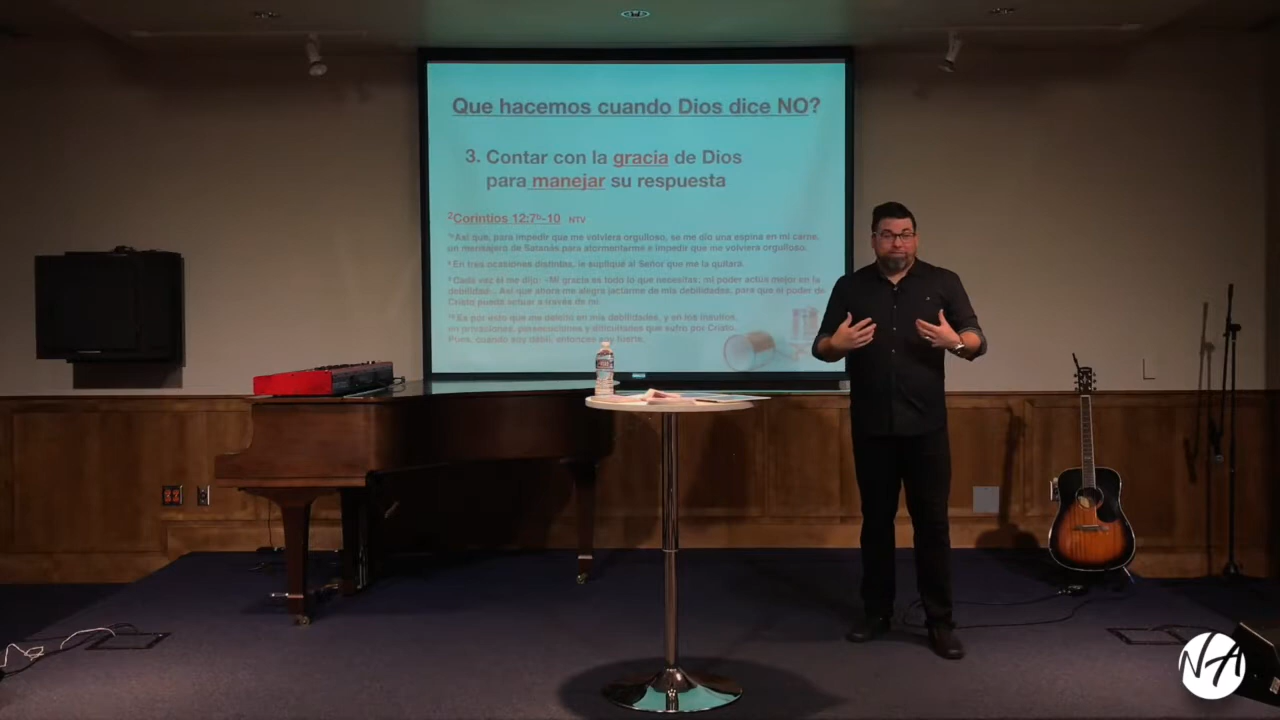 Que hacemos cuando Dios dice NO?
3. Contar con la gracia de Dios
para manejar su respuesta
2Corintios 12:7b-10 NTV
7b Así que, para impedir que me volviera orgulloso, se me dio una espina en mi carne,
un mensajero de Satanás para atormentarme e impedir que me volviera orgulloso.
8 En tres ocasiones distintas, le supliqué al Señor que me la quitara.
9 Cada vez él me dijo: «Mi gracia es todo lo que necesitas; mi poder actúa mejor en la
debilidad». Así que ahora me alegra jactarme de mis debilidades, para que el poder de
Cristo pueda actuar a través de mí.
10 Es por esto que me deleito en mis debilidades, y en los insultos,
en privaciones, persecuciones y dificultades que sufro por Cristo.
Pues, cuando soy débil, entonces soy fuerte.
NA